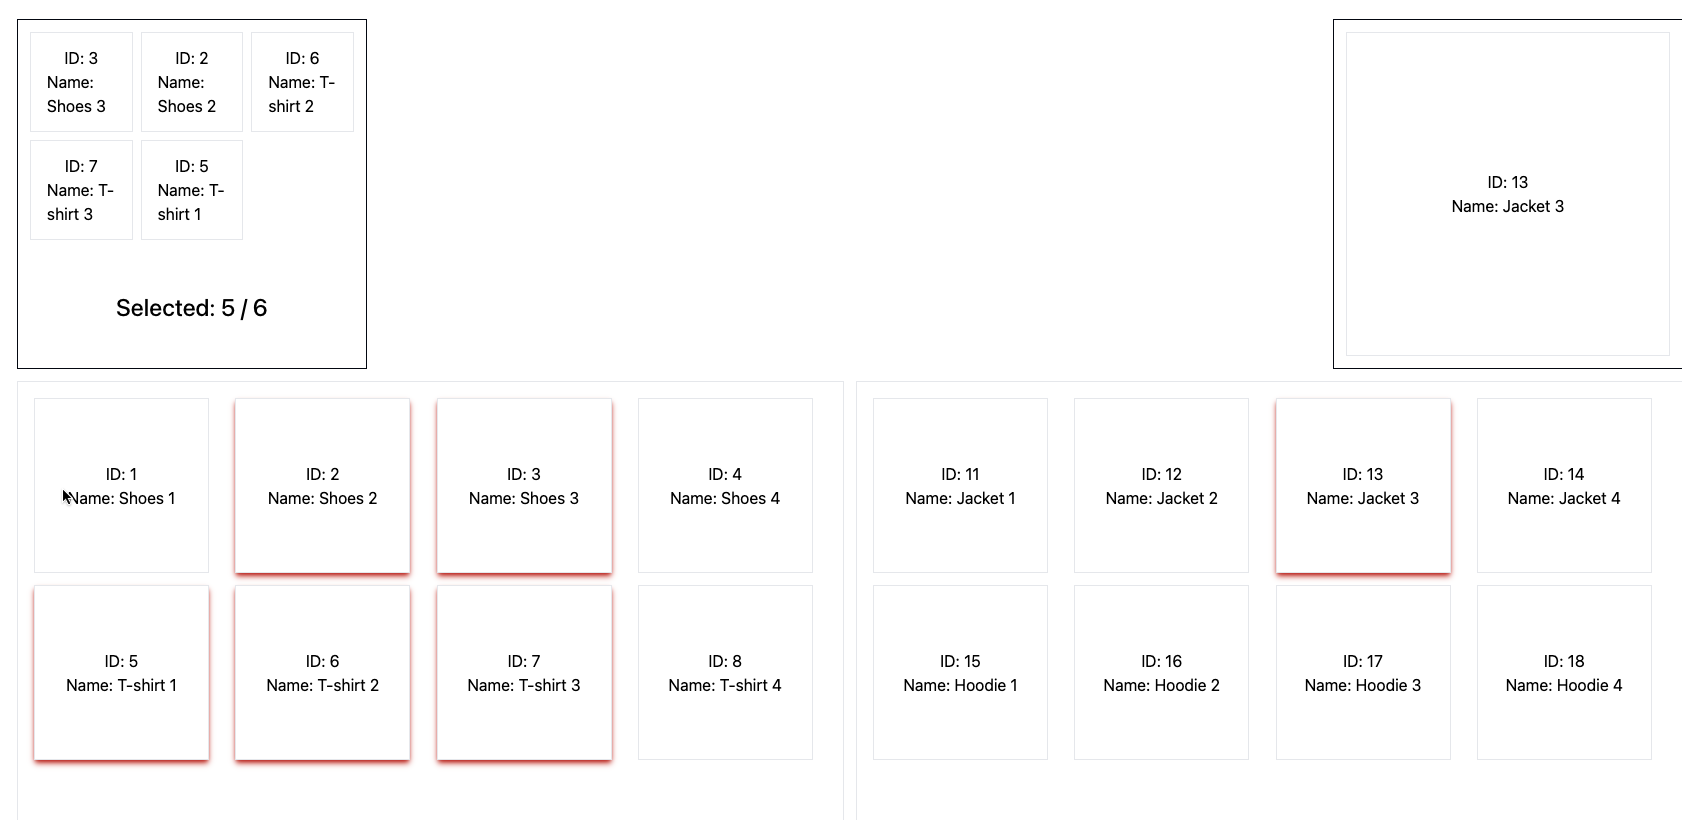 ID: 3
Name:
Shoes 3
ID: 2
Name:
Shoes 2
ID: 6
Name: T-
shirt 2
ID: 7
Name: T-
shirt 3
ID: 5
Name: T-
shirt 1
Selected: 5 / 6
ID: 13
Name: Jacket 3
ID: 1
Name: Shoes 1
ID: 2
Name: Shoes 2
ID: 3
Name: Shoes 3
ID: 4
Name: Shoes 4
ID: 5
Name: T-shirt 1
ID: 6
Name: T-shirt 2
ID: 7
Name: T-shirt 3
ID: 8
Name: T-shirt 4
ID: 11
Name: Jacket 1
ID: 12
Name: Jacket 2
ID: 13
Name: Jacket 3
ID: 14
Name: Jacket 4
ID: 15
Name: Hoodie 1
ID: 16
Name: Hoodie 2
ID: 17
Name: Hoodie 3
ID: 18
Name: Hoodie 4